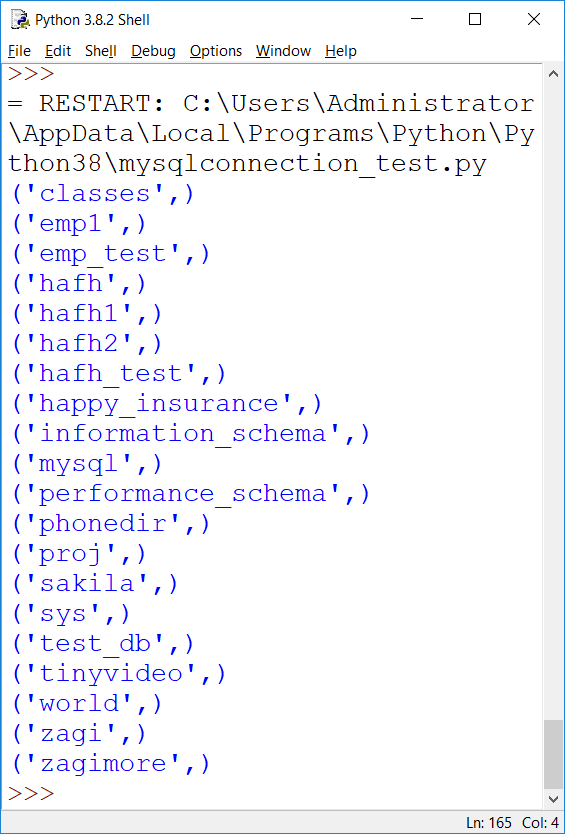 Python 3.8.2 Shell
File Edit Shell Debug Options Window Help
>>>
= RESTART: C:\Users\Administrator
\AppData\Local\Programs\Python\Py
thon38\mysqlconnection_test.py
('classes',)
('emp1',)
('emp_test',)
('hafh',)
('hafh1',)
('hafh2',)
('hafh_test',)
('happy_insurance',)
('information_schema',)
('mysql',)
('performance_schema',)
('phonedir',)
('proj',)
('sakila',)
('sys',)
('test_db',)
('tinyvideo',)
('world',)
('zagi',)
('zagimore',)
>>>
Ln: 165 Col: 4